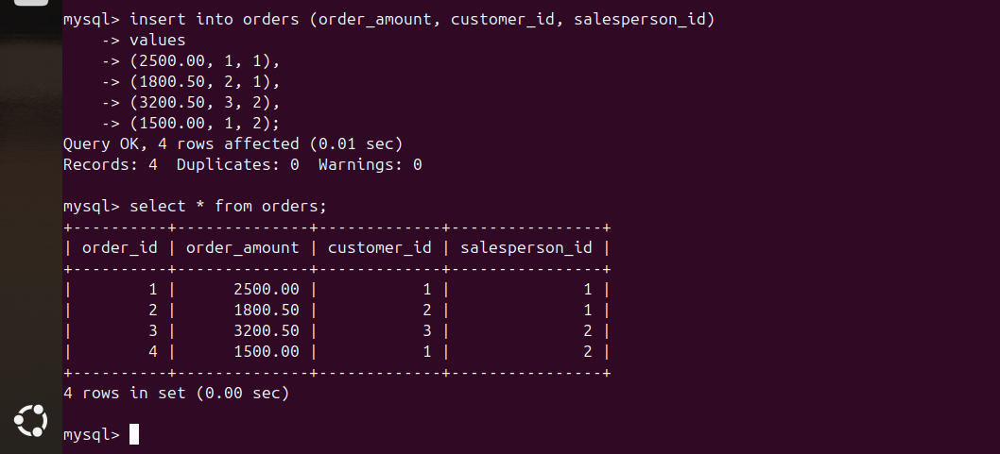 mysql> insert into orders (order_amount, customer_id, salesperson_id)
    -> values
    -> (2500.00, 1, 1),
    -> (1800.50, 2, 1),
    -> (3200.50, 3, 2),
    -> (1500.00, 1, 2);
Query OK, 4 rows affected (0.01 sec)
Records: 4  Duplicates: 0  Warnings: 0

mysql> select * from orders;
+----------+--------------+-------------+----------------+
| order_id | order_amount | customer_id | salesperson_id |
+----------+--------------+-------------+----------------+
|        1 |      2500.00 |           1 |              1 |
|        2 |      1800.50 |           2 |              1 |
|        3 |      3200.50 |           3 |              2 |
|        4 |      1500.00 |           1 |              2 |
+----------+--------------+-------------+----------------+
4 rows in set (0.00 sec)

mysql>